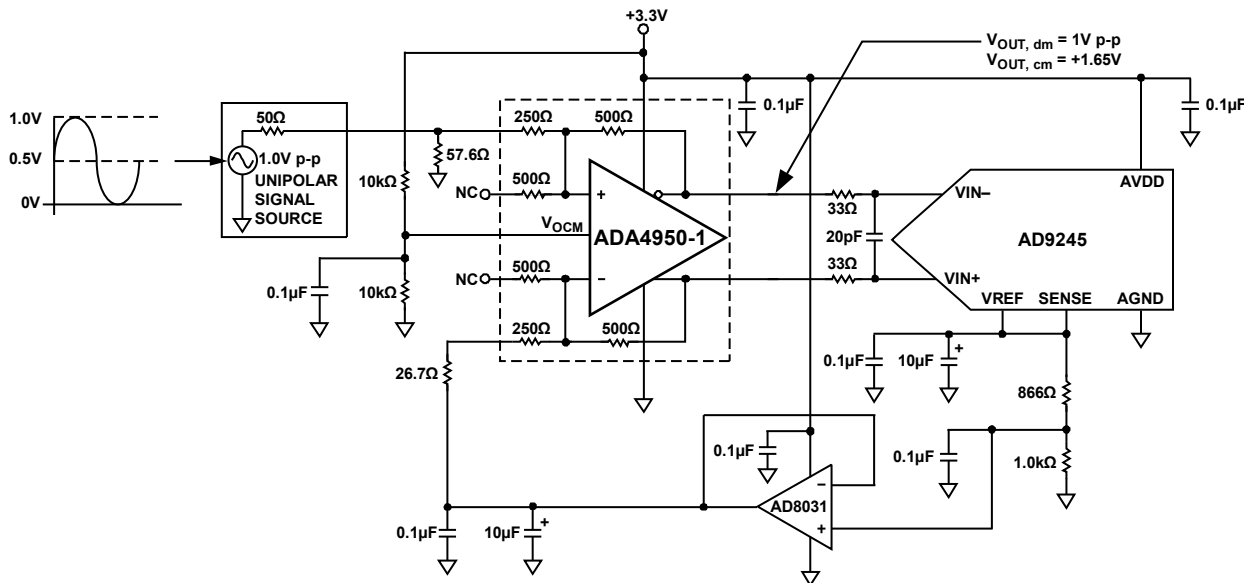 +3.3V
V_OUT, dm = 1V p-p
V_OUT, cm = +1.65V
0.1µF
0.1µF
1.0V
0.5V
0V
50Ω
1.0V p-p
UNIPOLAR
SIGNAL
SOURCE
57.6Ω
10kΩ
250Ω
500Ω
NC
500Ω
+
V_OCM
ADA4950-1
NC
500Ω
−
250Ω
500Ω
0.1µF
10kΩ
26.7Ω
33Ω
20pF
33Ω
VIN−
AVDD
AD9245
VIN+
VREF
SENSE
AGND
0.1µF
10µF
+
866Ω
0.1µF
1.0kΩ
0.1µF
−
AD8031
+
0.1µF
10µF
+